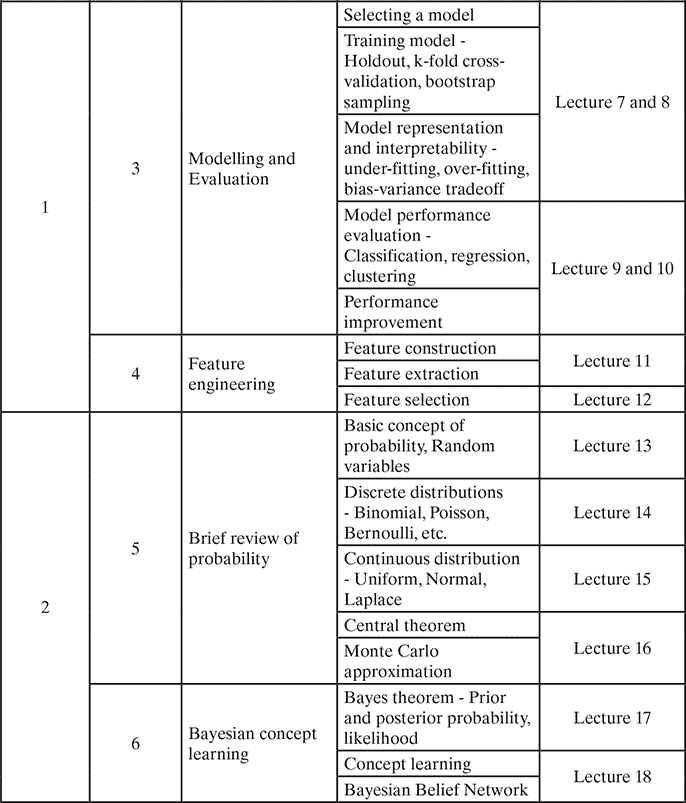 1
3
Modelling and
Evaluation
Selecting a model
Training model -
Holdout, k-fold cross-
validation, bootstrap
sampling
Model representation
and interpretability -
under-fitting, over-fitting,
bias-variance tradeoff
Lecture 7 and 8
Model performance
evaluation -
Classification, regression,
clustering
Performance
improvement
Lecture 9 and 10
4
Feature
engineering
Feature construction
Feature extraction
Lecture 11
Feature selection
Lecture 12
2
5
Brief review of
probability
Basic concept of
probability, Random
variables
Lecture 13
Discrete distributions
- Binomial, Poisson,
Bernoulli, etc.
Lecture 14
Continuous distribution
- Uniform, Normal,
Laplace
Lecture 15
Central theorem
Monte Carlo
approximation
Lecture 16
6
Bayesian concept
learning
Bayes theorem - Prior
and posterior probability,
likelihood
Lecture 17
Concept learning
Bayesian Belief Network
Lecture 18